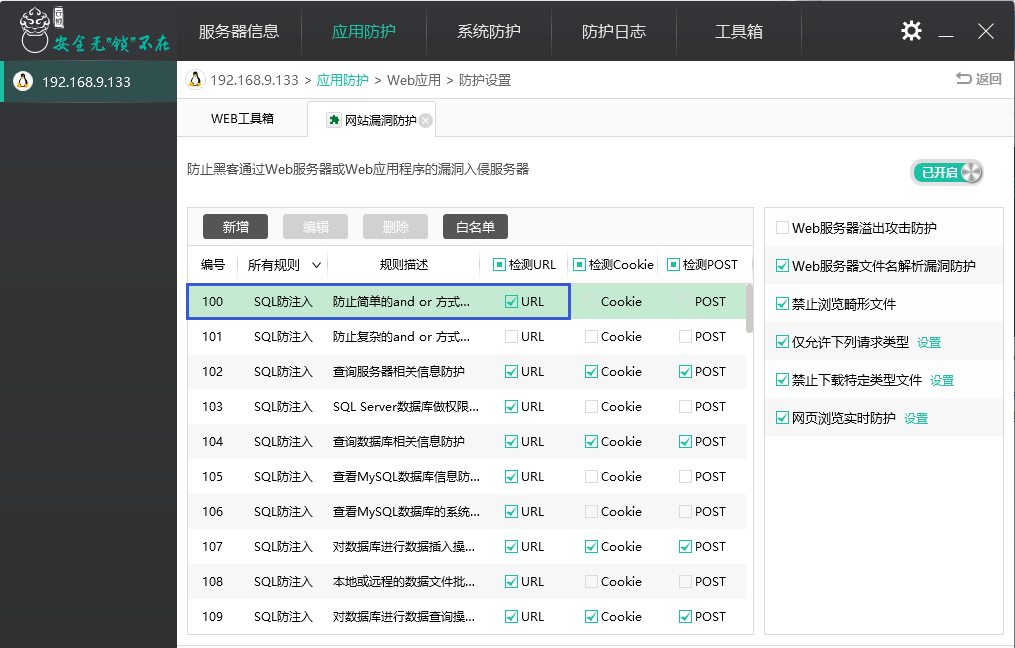 安全无"锁"不在
服务器信息 应用防护 系统防护 防护日志 工具箱
192.168.9.133
192.168.9.133 > 应用防护 > Web应用 > 防护设置 返回
WEB工具箱 网站漏洞防护
防止黑客通过Web服务器或Web应用程序的漏洞入侵服务器 已开启
新增 编辑 删除 白名单
编号 所有规则 规则描述 检测URL 检测Cookie 检测POST
100 SQL防注入 防止简单的and or 方式... URL Cookie POST
101 SQL防注入 防止复杂的and or 方式... URL Cookie POST
102 SQL防注入 查询服务器相关信息防护 URL Cookie POST
103 SQL防注入 SQL Server数据库做权限... URL Cookie POST
104 SQL防注入 查询数据库相关信息防护 URL Cookie POST
105 SQL防注入 查看MySQL数据库信息防... URL Cookie POST
106 SQL防注入 查看MySQL数据库的系统... URL Cookie POST
107 SQL防注入 对数据库进行数据插入操... URL Cookie POST
108 SQL防注入 本地或远程的数据文件批... URL Cookie POST
109 SQL防注入 对数据库进行数据查询操... URL Cookie POST
Web服务器溢出攻击防护
Web服务器文件名解析漏洞防护
禁止浏览畸形文件
仅允许下列请求类型 设置
禁止下载特定类型文件 设置
网页浏览实时防护 设置